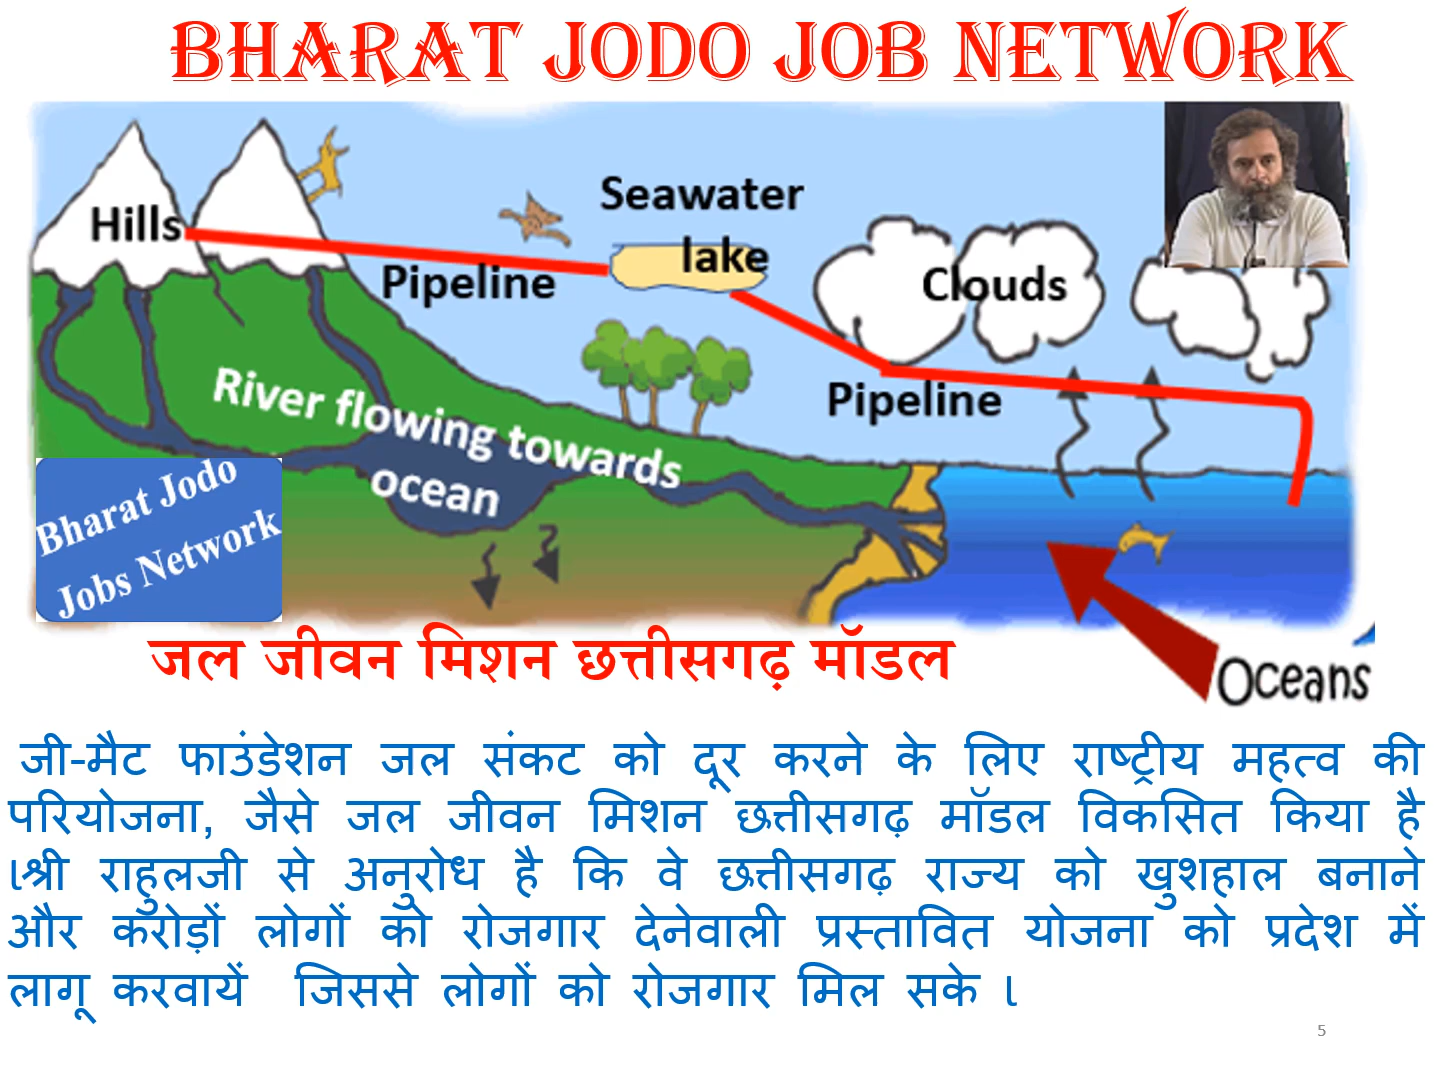 BHARAT JODO JOB NETWORK
Seawater
lake
Hills
Pipeline
Clouds
Pipeline
River flowing towards
ocean
Bharat Jodo
Jobs Network
Oceans
जल जीवन मिशन छत्तीसगढ़ मॉडल
जी-मैट फाउंडेशन जल संकट को दूर करने के लिए राष्ट्रीय महत्व की
परियोजना, जैसे जल जीवन मिशन छत्तीसगढ़ मॉडल विकसित किया है
।श्री राहुलजी से अनुरोध है कि वे छत्तीसगढ़ राज्य को खुशहाल बनाने
और करोड़ों लोगों को रोजगार देनेवाली प्रस्तावित योजना को प्रदेश में
लागू करवायें जिससे लोगों को रोजगार मिल सके ।
5